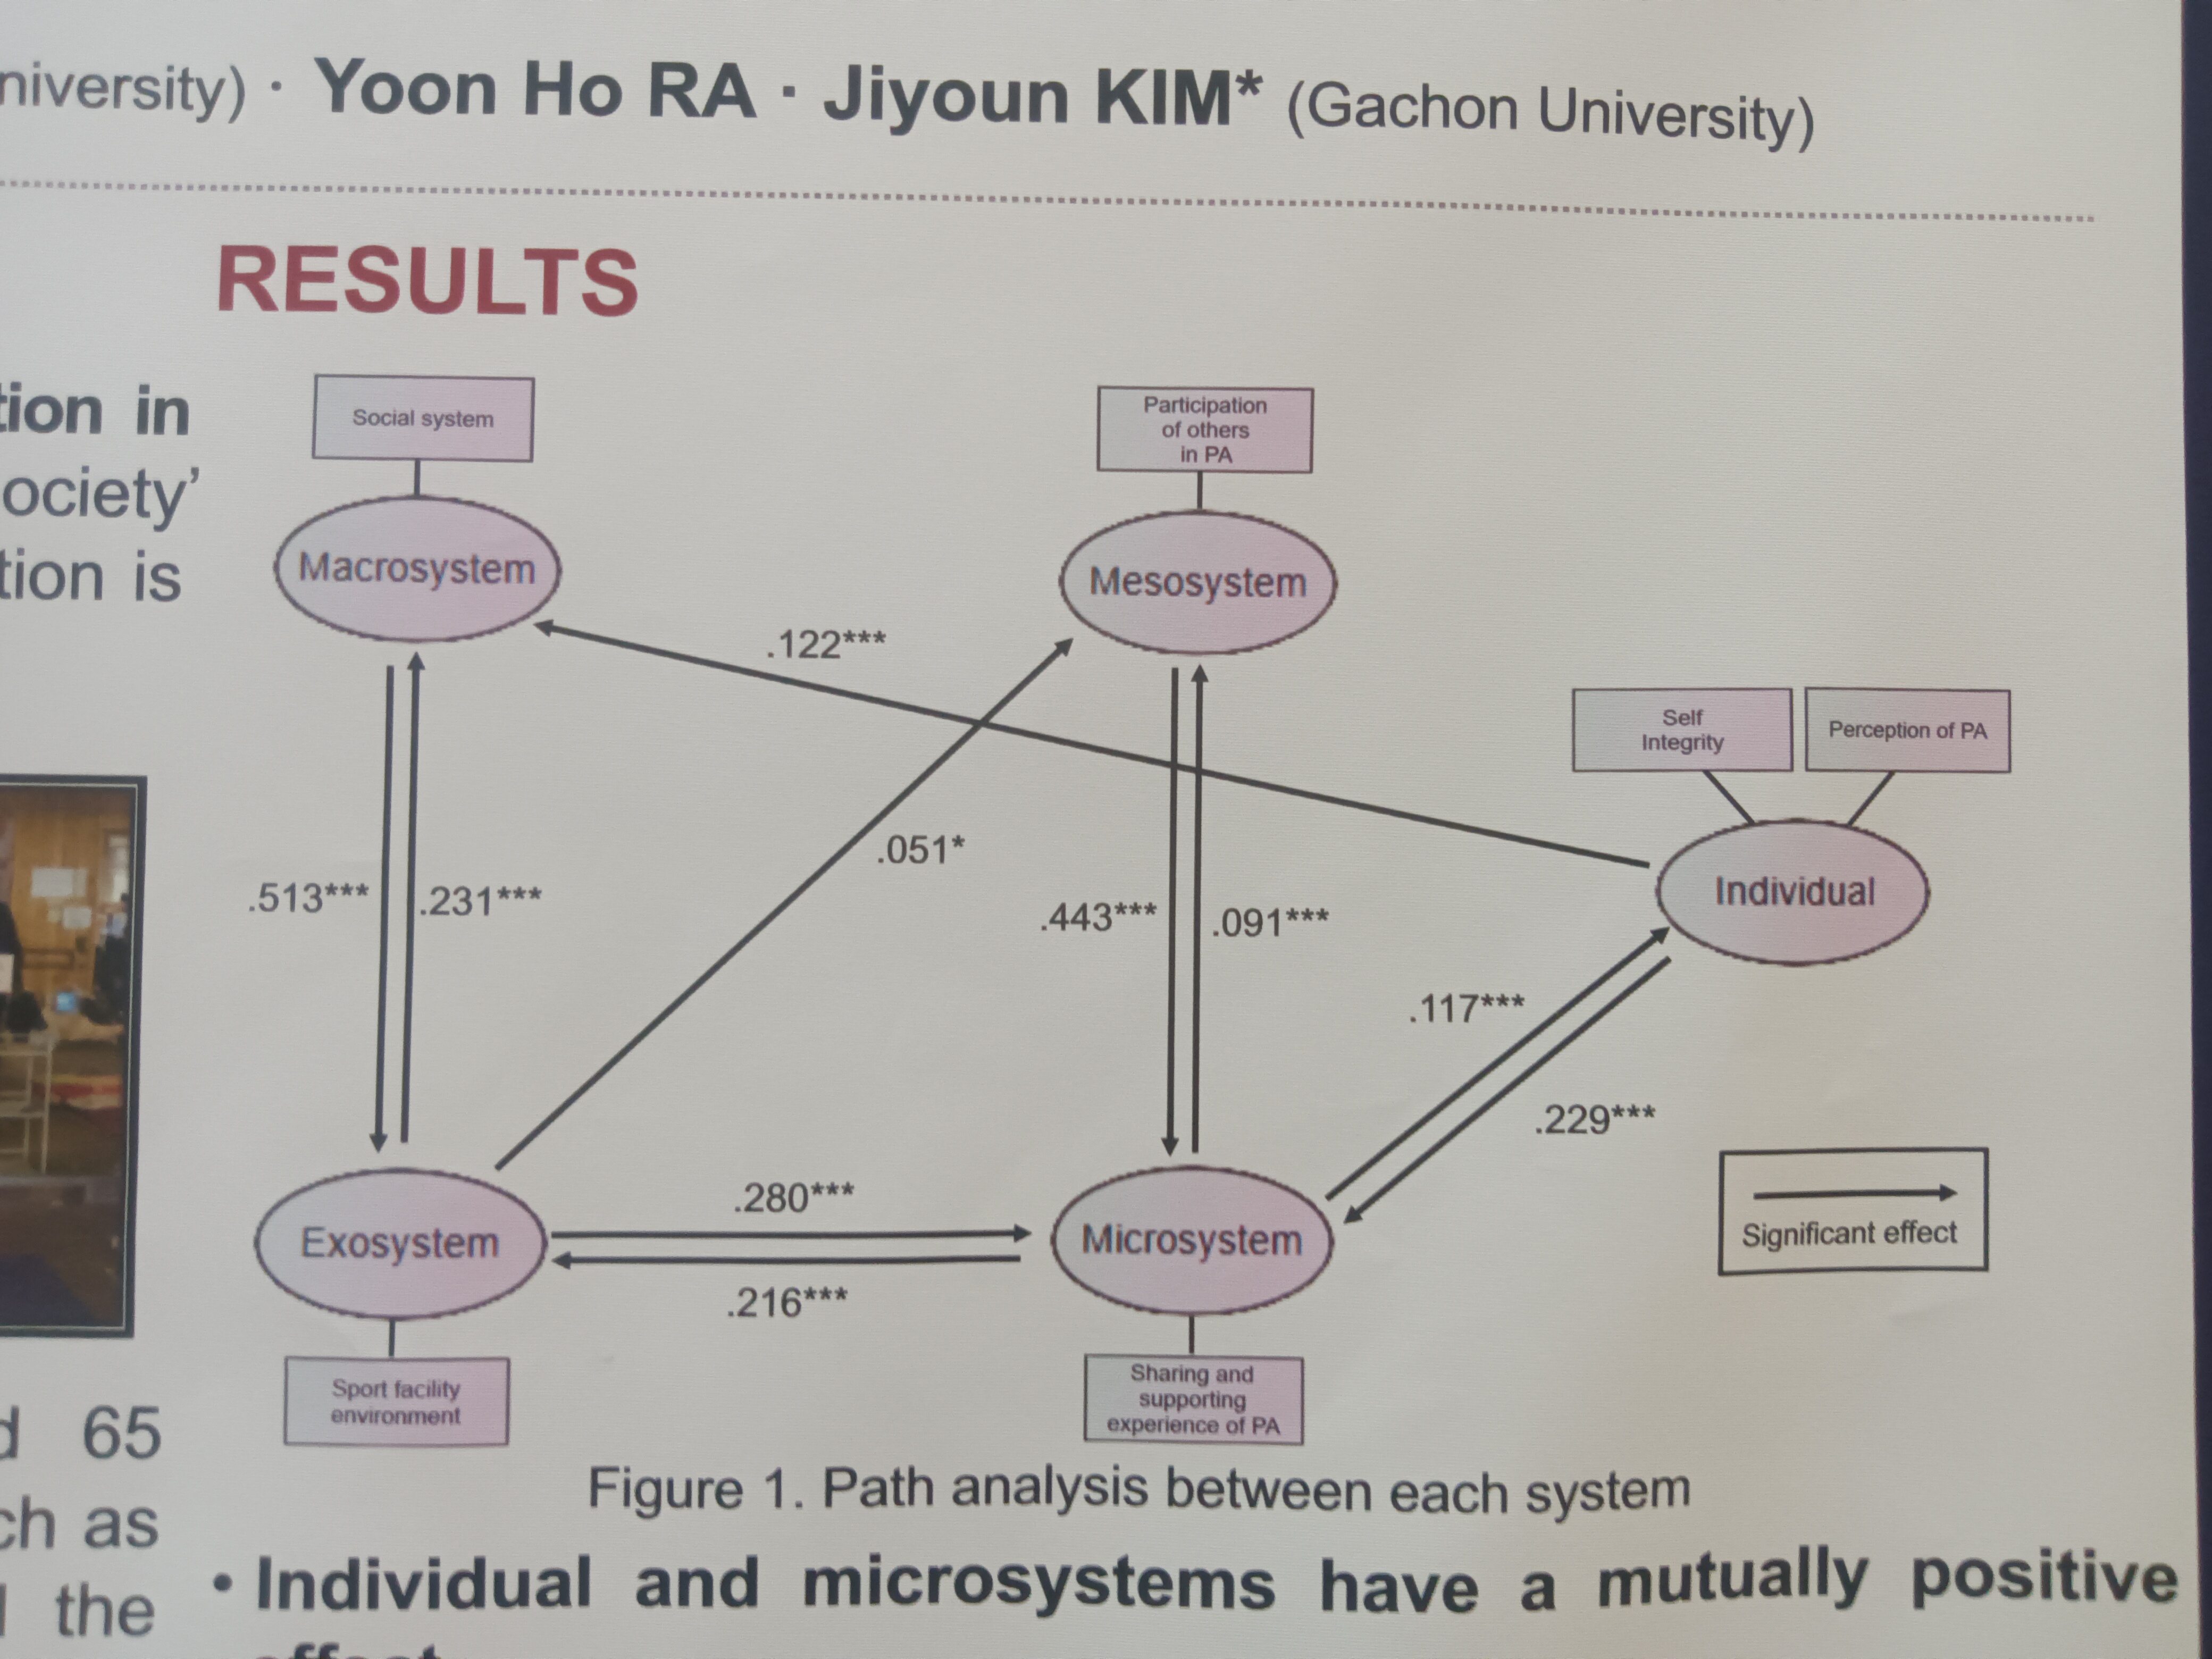 niversity) · Yoon Ho RA · Jiyoun KIM* (Gachon University)
RESULTS
tion in
ociety’
tion is
d 65
ch as
the
Social system
Macrosystem
Participation
of others
in PA
Mesosystem
.122***
Self
Integrity
Perception of PA
Individual
.051*
.513***
.231***
.443***
.091***
.117***
.229***
.280***
.216***
Exosystem
Microsystem
Significant effect
Sport facility
environment
Sharing and
supporting
experience of PA
Figure 1. Path analysis between each system
• Individual and microsystems have a mutually positive